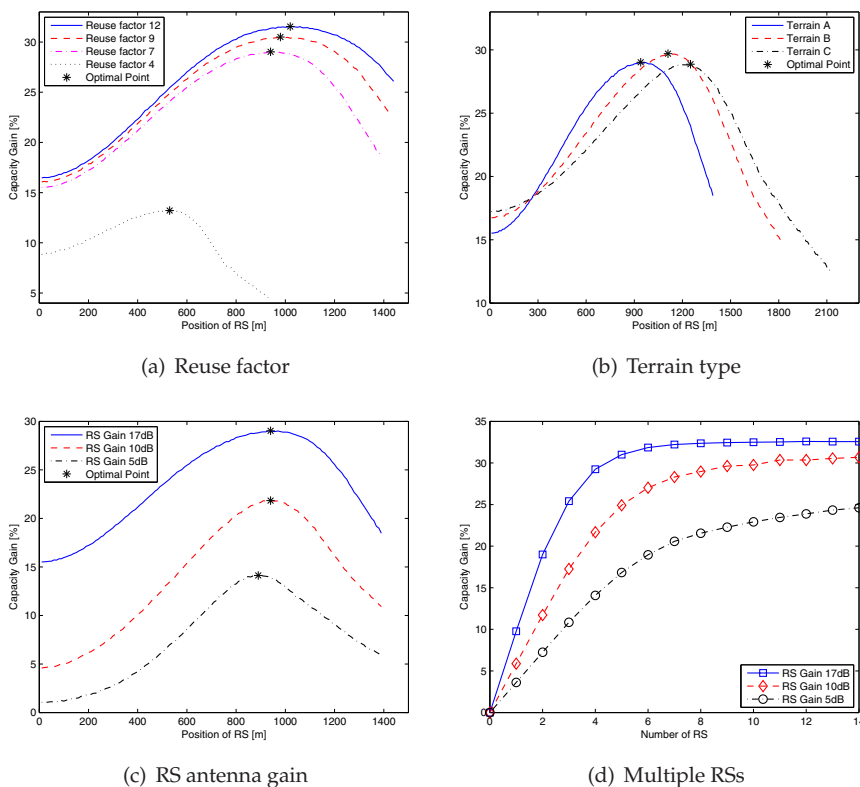 Reuse factor 12
Reuse factor 9
Reuse factor 7
Reuse factor 4
Optimal Point
30
25
20
15
10
5
Capacity Gain [%]
0 200 400 600 800 1000 1200 1400
Position of RS [m]
(a) Reuse factor
Terrain A
Terrain B
Terrain C
Optimal Point
30
25
20
15
10
Capacity Gain [%]
0 300 600 900 1200 1500 1800 2100
Position of RS [m]
(b) Terrain type
RS Gain 17dB
RS Gain 10dB
RS Gain 5dB
Optimal Point
30
25
20
15
10
5
0
Capacity Gain [%]
0 200 400 600 800 1000 1200 1400
Position of RS [m]
(c) RS antenna gain
35
30
25
20
15
10
5
0
Capacity Gain [%]
RS Gain 17dB
RS Gain 10dB
RS Gain 5dB
0 2 4 6 8 10 12 14
Number of RS
(d) Multiple RSs